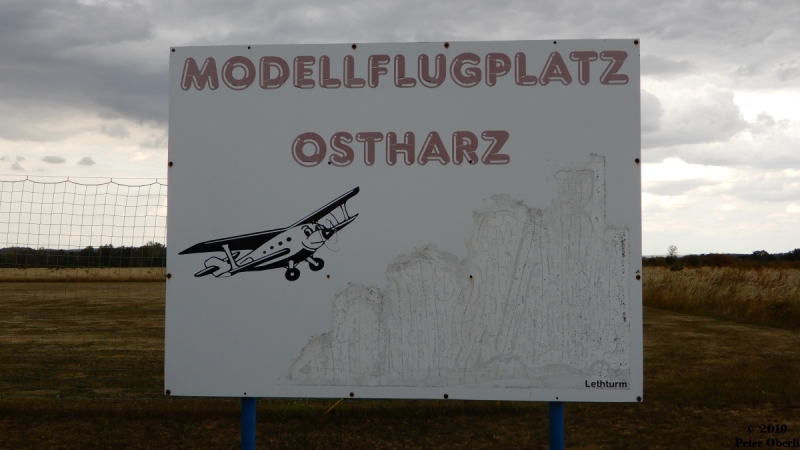 MODELLFLUGPLATZ
OSTHARZ
Lethturm
© 2019
Peter Oberli